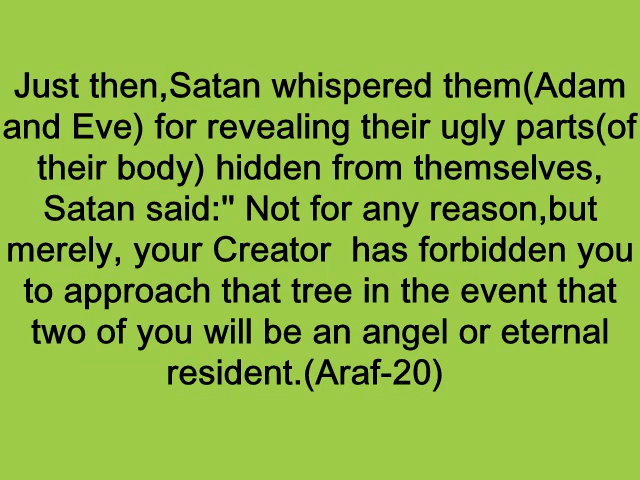 Just then,Satan whispered them(Adam
and Eve) for revealing their ugly parts(of
their body) hidden from themselves,
Satan said:" Not for any reason,but
merely, your Creator  has forbidden you
to approach that tree in the event that
two of you will be an angel or eternal
resident.(Araf-20)